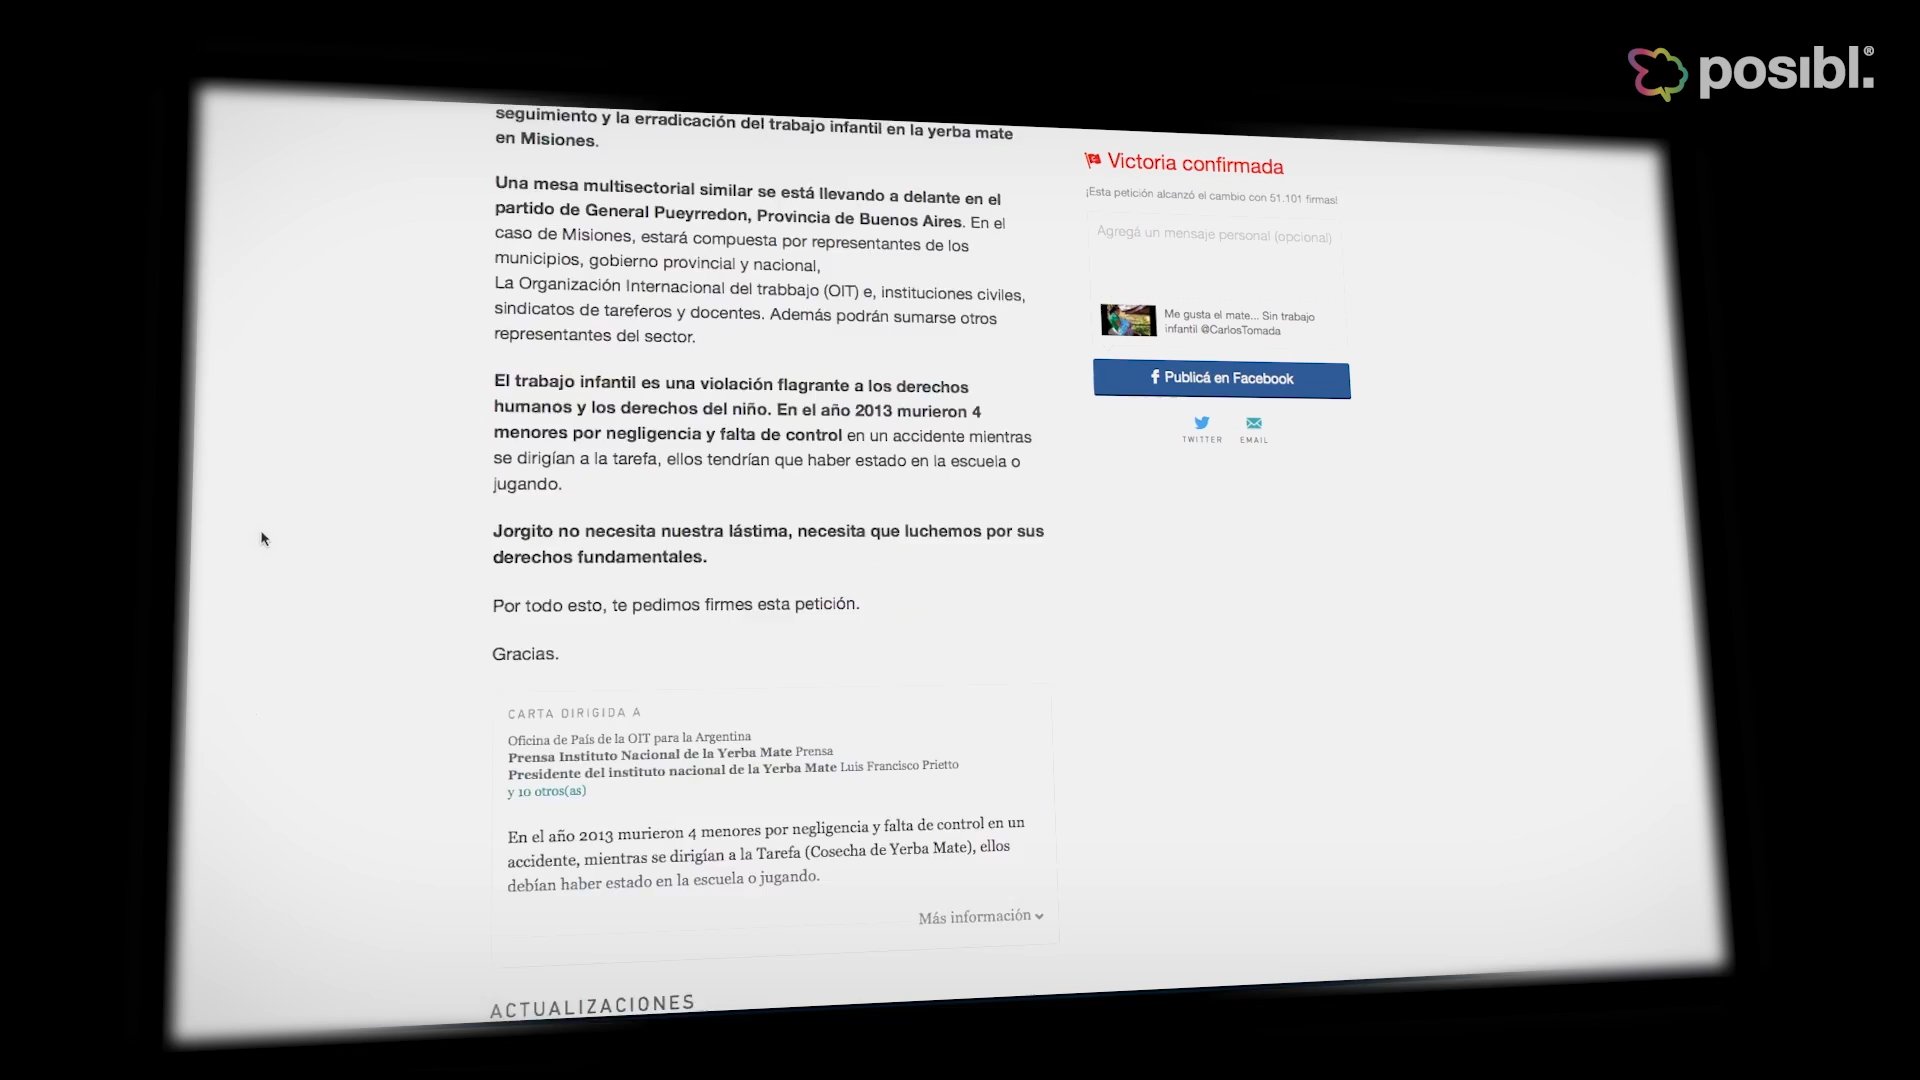 posibl.®
seguimiento y la erradicación del trabajo infantil en la yerba mate
en Misiones.
Una mesa multisectorial similar se está llevando a delante en el
partido de General Pueyrredon, Provincia de Buenos Aires. En el
caso de Misiones, estará compuesta por representantes de los
municipios, gobierno provincial y nacional,
La Organización Internacional del trabbajo (OIT) e, instituciones civiles,
sindicatos de tareferos y docentes. Además podrán sumarse otros
representantes del sector.
El trabajo infantil es una violación flagrante a los derechos
humanos y los derechos del niño. En el año 2013 murieron 4
menores por negligencia y falta de control en un accidente mientras
se dirigían a la tarefa, ellos tendrían que haber estado en la escuela o
jugando.
Jorgito no necesita nuestra lástima, necesita que luchemos por sus
derechos fundamentales.
Por todo esto, te pedimos firmes esta petición.
Gracias.
CARTA DIRIGIDA A
Oficina de País de la OIT para la Argentina
Prensa Instituto Nacional de la Yerba Mate Prensa
Presidente del instituto nacional de la Yerba Mate Luis Francisco Prietto
y 10 otros(as)
En el año 2013 murieron 4 menores por negligencia y falta de control en un
accidente, mientras se dirigían a la Tarefa (Cosecha de Yerba Mate), ellos
debían haber estado en la escuela o jugando.
Más información
ACTUALIZACIONES
Victoria confirmada
¡Esta petición alcanzó el cambio con 51.101 firmas!
Agregá un mensaje personal (opcional)
Me gusta el mate... Sin trabajo
infantil @CarlosTomada
Publicá en Facebook
TWITTER EMAIL